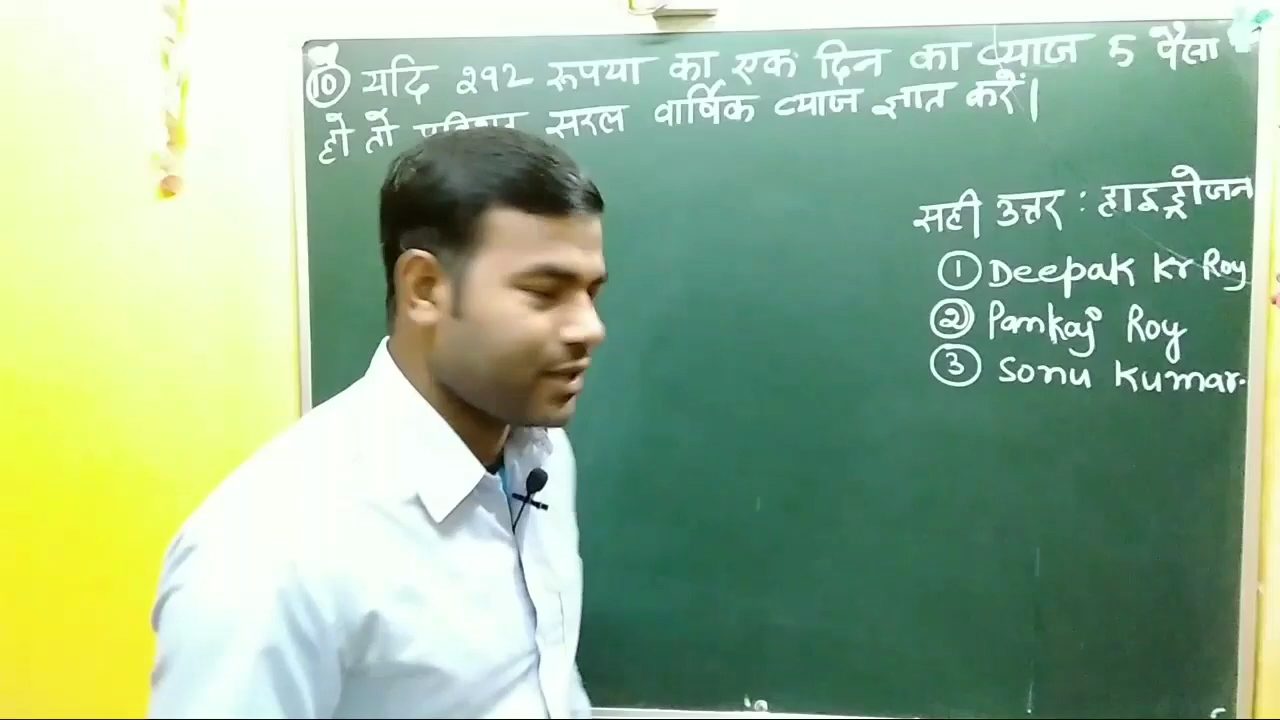 10 यदि २९२ रूपया का एक दिन का ब्याज 5 पैसा
हो तो सरल वार्षिक ब्याज ज्ञात करें।
सही उत्तर : हाइड्रोजन
1 Deepak Kr Roy
2 Pankaj Roy
3 Sonu Kumar.